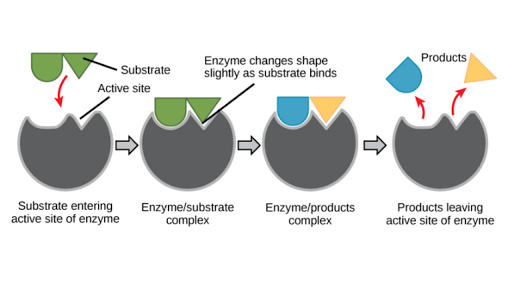 Substrate
Active site
Enzyme changes shape
slightly as substrate binds
Products
Substrate entering
active site of enzyme
Enzyme/substrate
complex
Enzyme/products
complex
Products leaving
active site of enzyme